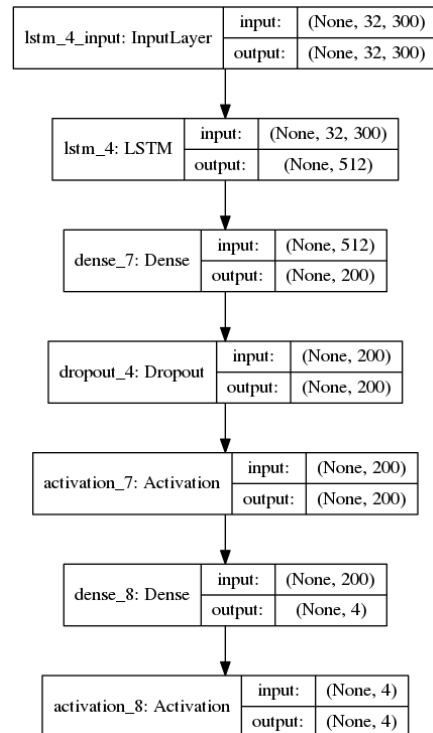 lstm_4_input: InputLayer
input: (None, 32, 300)
output: (None, 32, 300)
lstm_4: LSTM
input: (None, 32, 300)
output: (None, 512)
dense_7: Dense
input: (None, 512)
output: (None, 200)
dropout_4: Dropout
input: (None, 200)
output: (None, 200)
activation_7: Activation
input: (None, 200)
output: (None, 200)
dense_8: Dense
input: (None, 200)
output: (None, 4)
activation_8: Activation
input: (None, 4)
output: (None, 4)